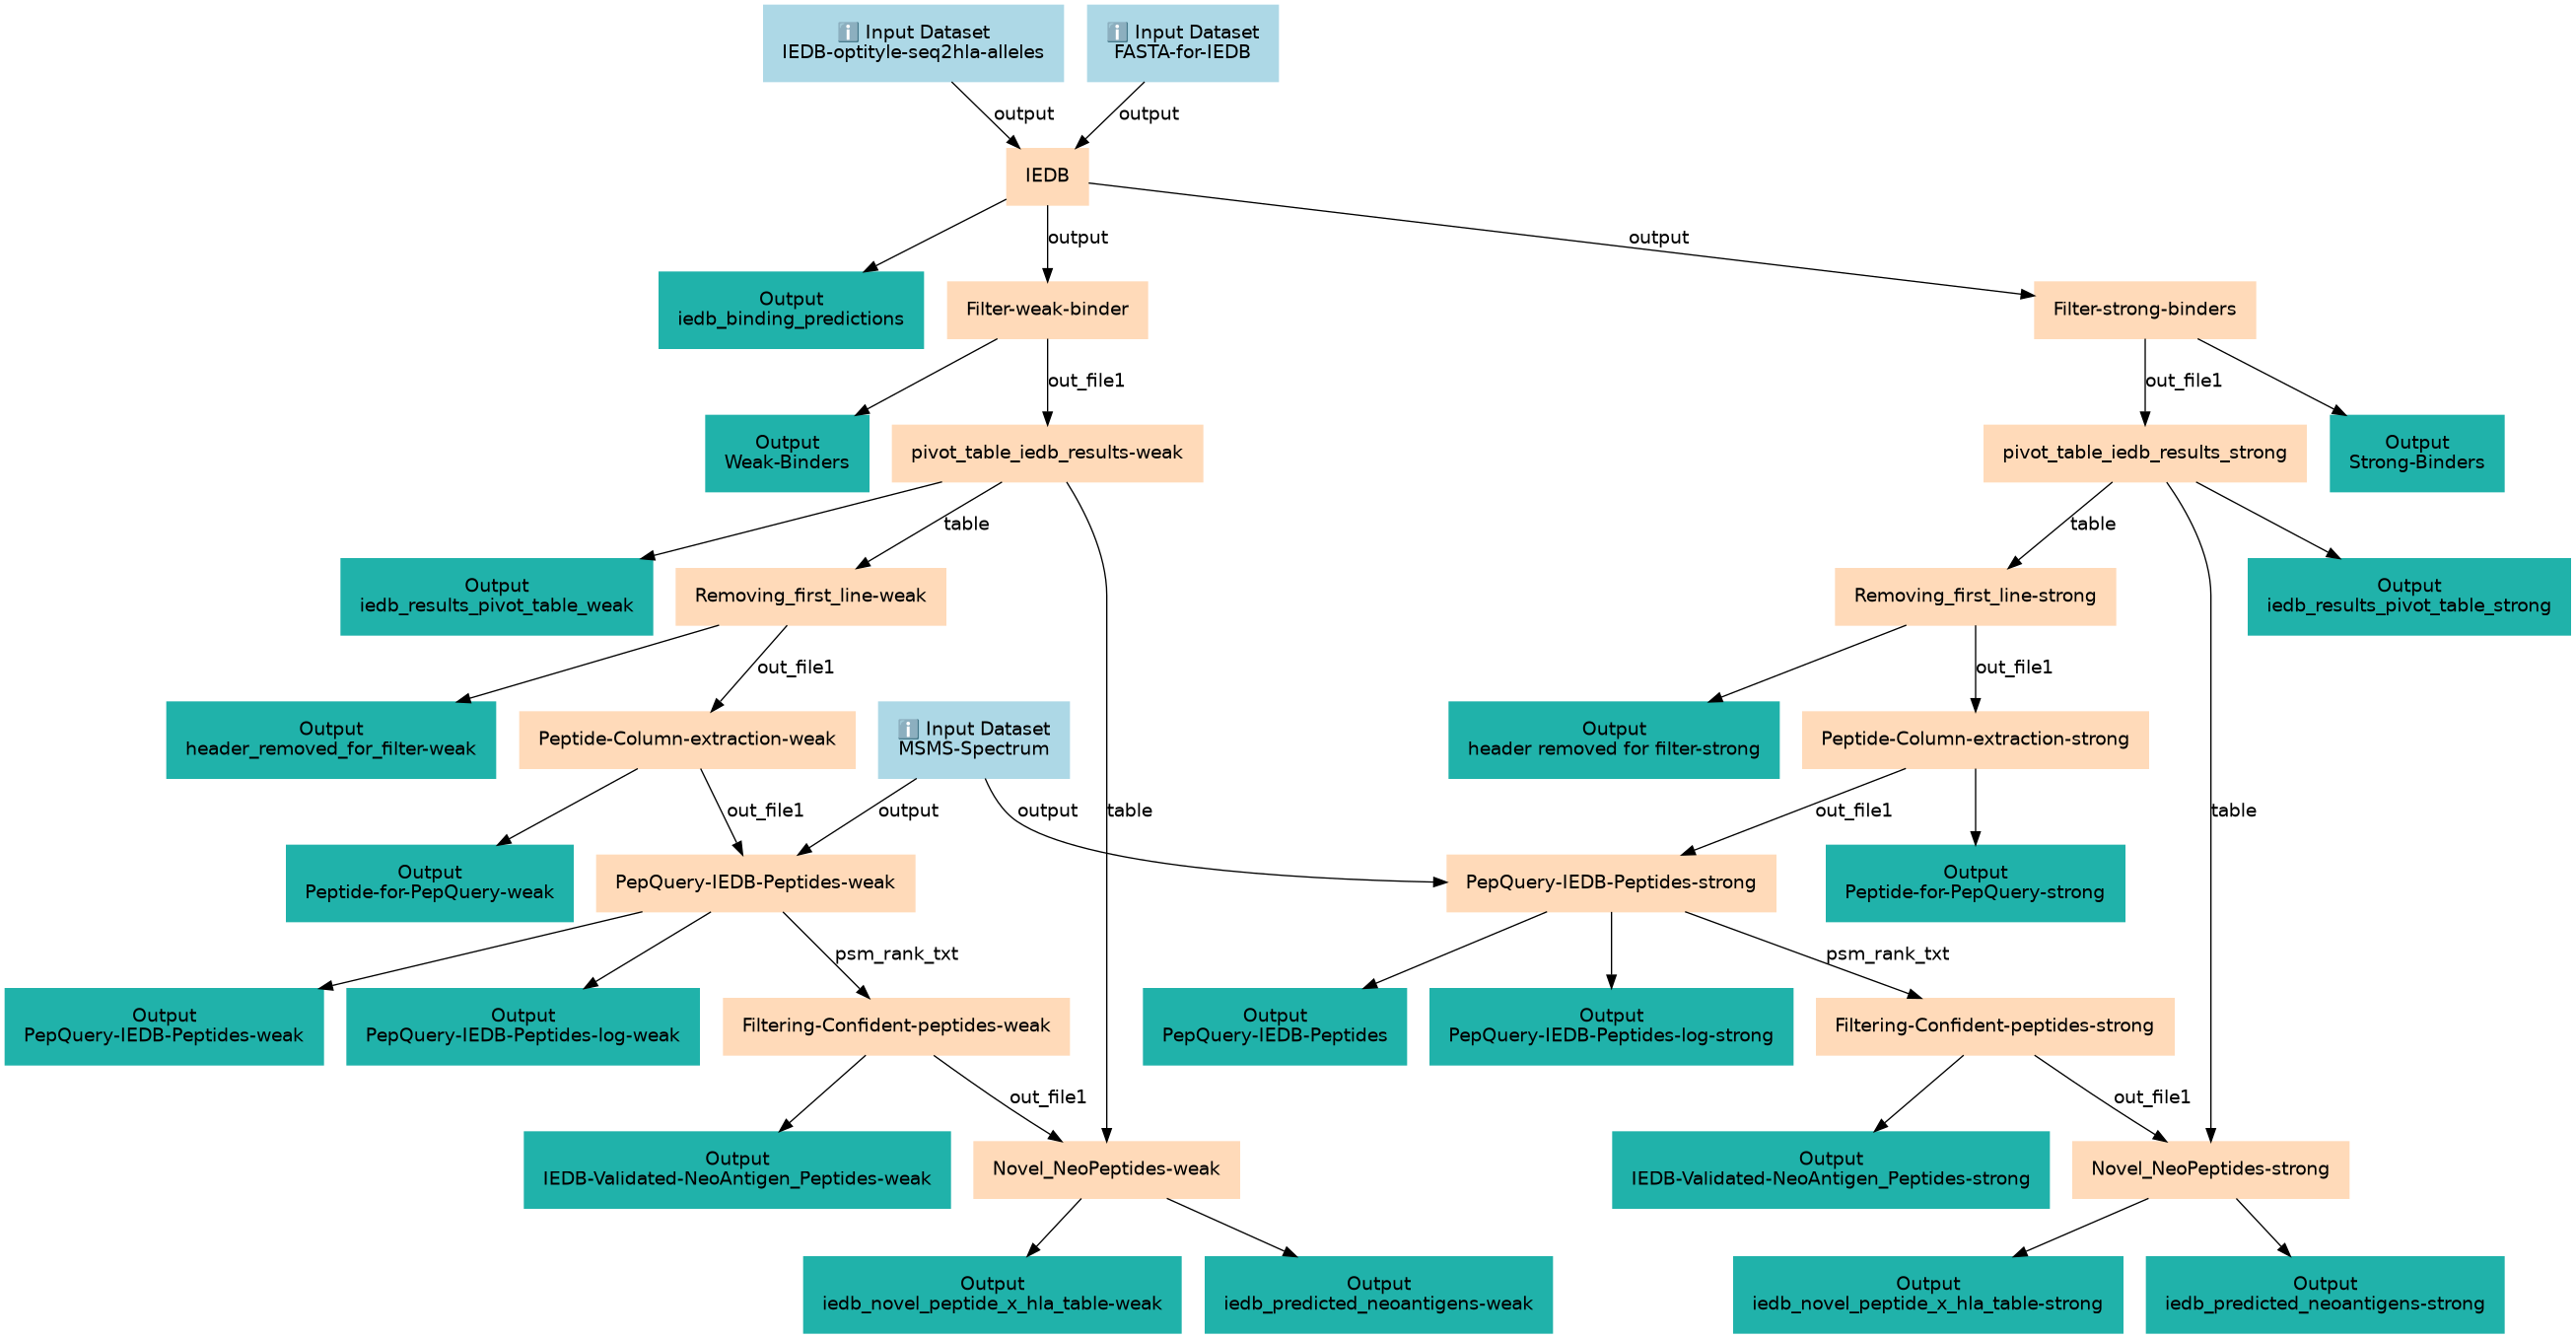 ℹ️ Input Dataset
IEDB-optityle-seq2hla-alleles
ℹ️ Input Dataset
FASTA-for-IEDB
output
output
IEDB
output
output
Output
iedb_binding_predictions
Filter-weak-binder
Filter-strong-binders
out_file1
out_file1
Output
Weak-Binders
pivot_table_iedb_results-weak
pivot_table_iedb_results_strong
Output
Strong-Binders
table
table
Output
iedb_results_pivot_table_weak
Removing_first_line-weak
Removing_first_line-strong
Output
iedb_results_pivot_table_strong
out_file1
out_file1
Output
header_removed_for_filter-weak
Peptide-Column-extraction-weak
ℹ️ Input Dataset
MSMS-Spectrum
Output
header removed for filter-strong
Peptide-Column-extraction-strong
out_file1
output
output
table
out_file1
table
Output
Peptide-for-PepQuery-weak
PepQuery-IEDB-Peptides-weak
PepQuery-IEDB-Peptides-strong
Output
Peptide-for-PepQuery-strong
psm_rank_txt
psm_rank_txt
Output
PepQuery-IEDB-Peptides-weak
Output
PepQuery-IEDB-Peptides-log-weak
Filtering-Confident-peptides-weak
Output
PepQuery-IEDB-Peptides
Output
PepQuery-IEDB-Peptides-log-strong
Filtering-Confident-peptides-strong
out_file1
out_file1
Output
IEDB-Validated-NeoAntigen_Peptides-weak
Novel_NeoPeptides-weak
Output
IEDB-Validated-NeoAntigen_Peptides-strong
Novel_NeoPeptides-strong
Output
iedb_novel_peptide_x_hla_table-weak
Output
iedb_predicted_neoantigens-weak
Output
iedb_novel_peptide_x_hla_table-strong
Output
iedb_predicted_neoantigens-strong